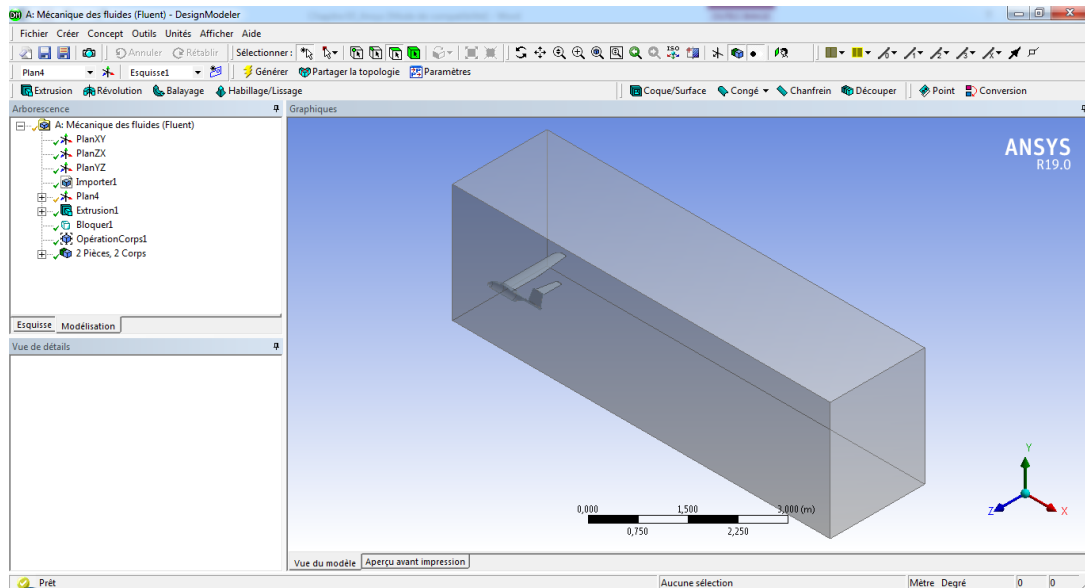 A: Mécanique des fluides (Fluent) - DesignModeler
Fichier Créer Concept Outils Unités Afficher Aide
Annuler Rétablir Sélectionner: ISO
Plan4 Esquisse1 Générer Partager la topologie Paramètres
Extrusion Révolution Balayage Habillage/Lissage Coque/Surface Congé Chanfrein Découper Point Conversion
Arborescence
A: Mécanique des fluides (Fluent)
PlanXY
PlanZX
PlanYZ
Importer1
Plan4
Extrusion1
Bloquer1
OpérationCorps1
2 Pièces, 2 Corps
Esquisse Modélisation
Vue de détails
Graphiques
ANSYS
R19.0
Y
Z X
0,000 1,500 3,000 (m)
0,750 2,250
Vue du modèle Aperçu avant impression
Prêt Aucune sélection Mètre Degré 0 0